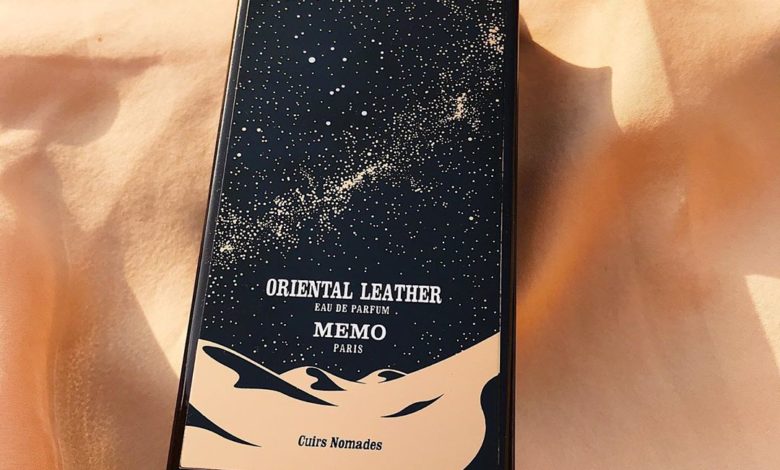 ORIENTAL LEATHER
EAU DE PARFUM
MEMO
PARIS
Cuirs Nomades